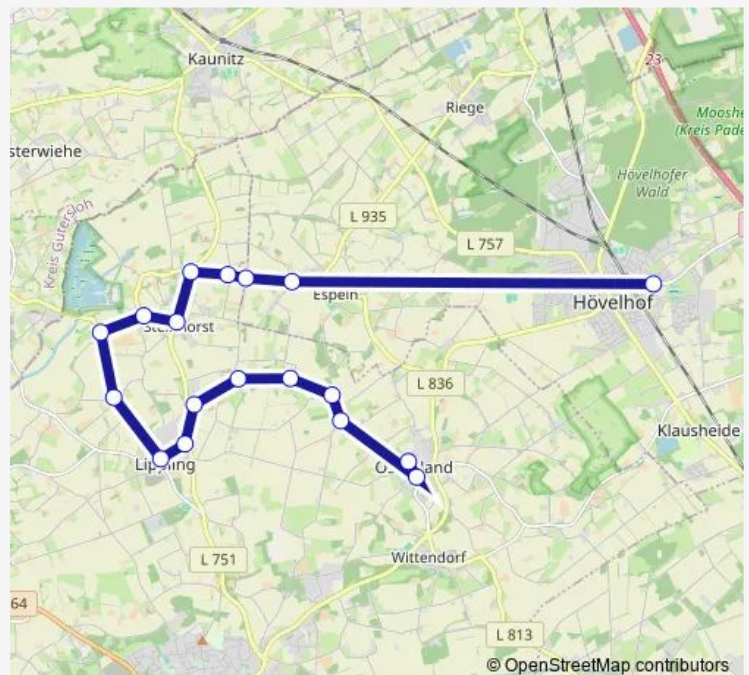 Kaunitz
23
Riege
Mooshe
(Kreis Pade
sterwiehe
Hövelhofer
Wald
Kreis Gütersloh
L 935
L 757
Espeln
Hövelhof
L 836
Klausheide
L 751
Wittendorf
64
L 813
© OpenStreetMap contributors